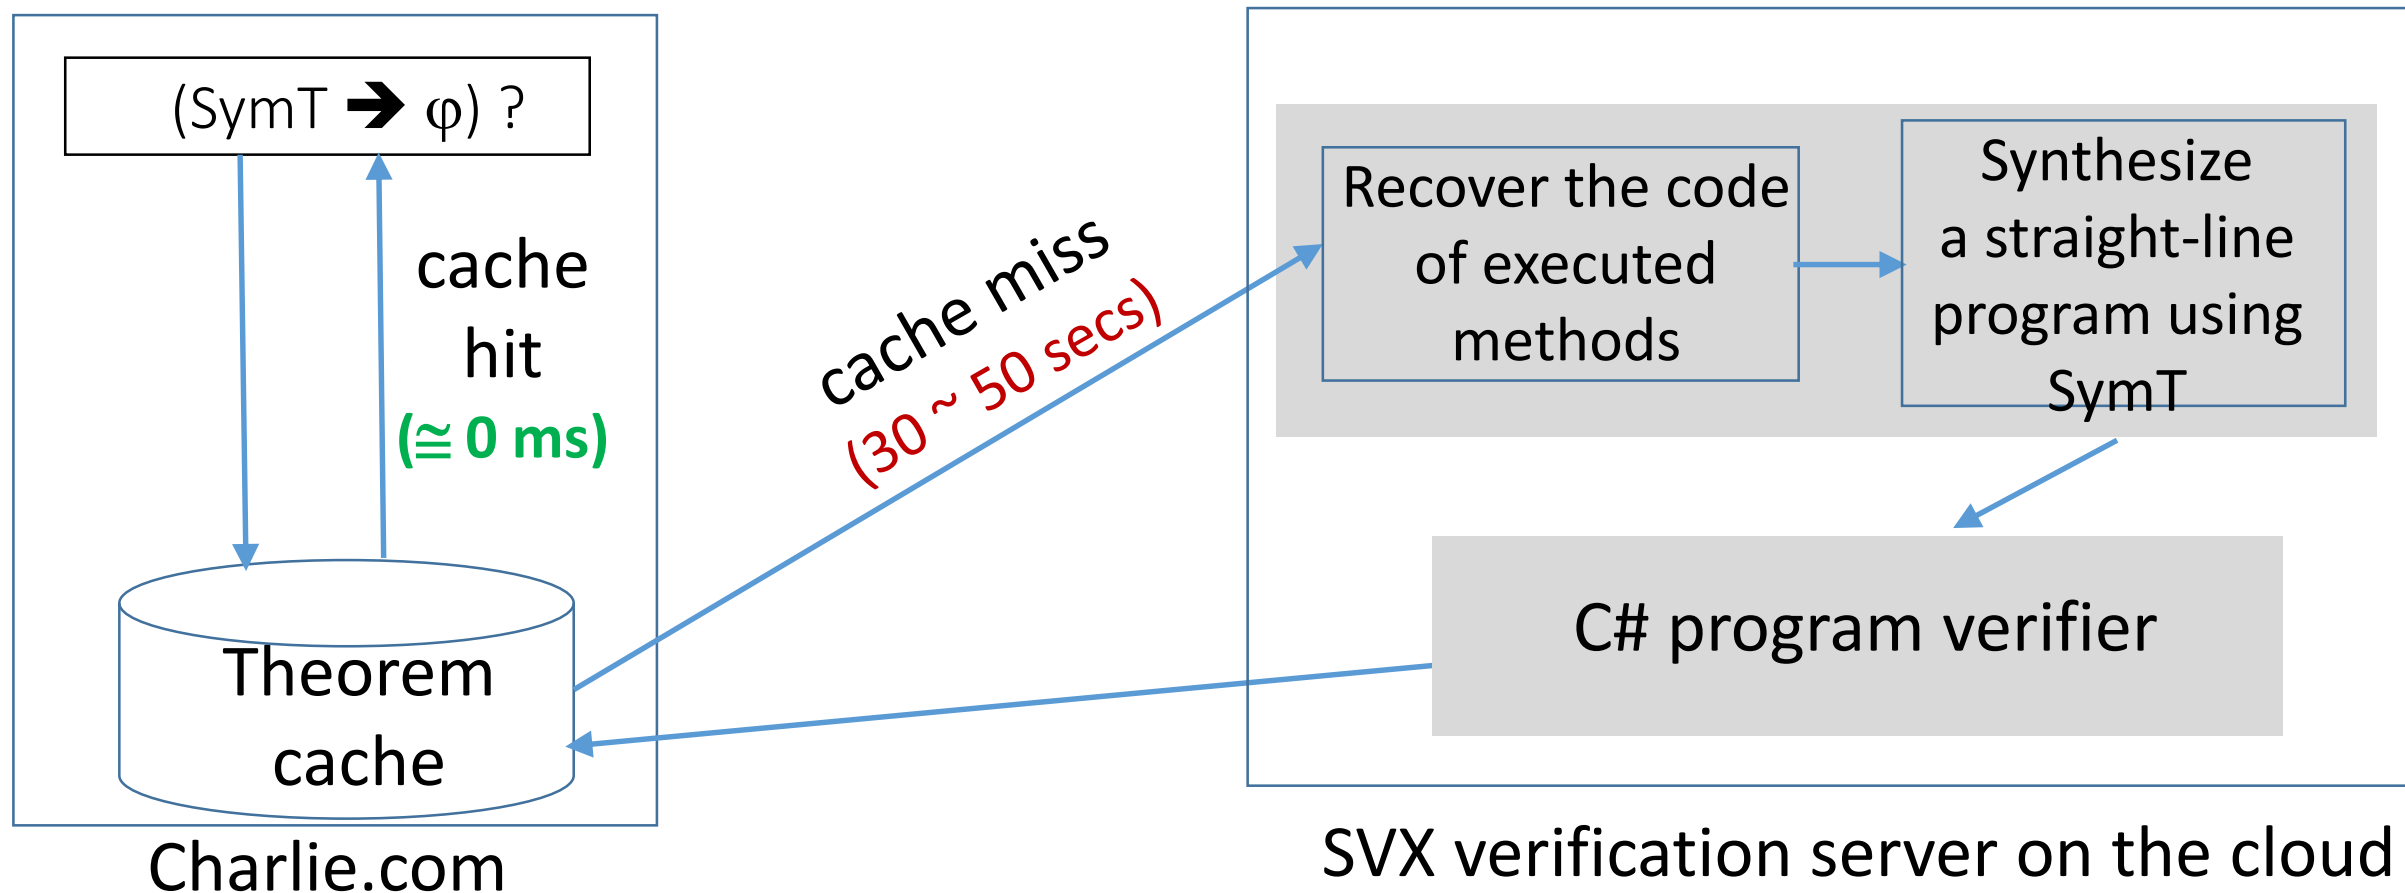 (SymT ➔ φ) ?
cache
hit
(≅ 0 ms)
Theorem
cache
Charlie.com
cache miss
(30 ~ 50 secs)
Recover the code
of executed
methods
Synthesize
a straight-line
program using
SymT
C# program verifier
SVX verification server on the cloud